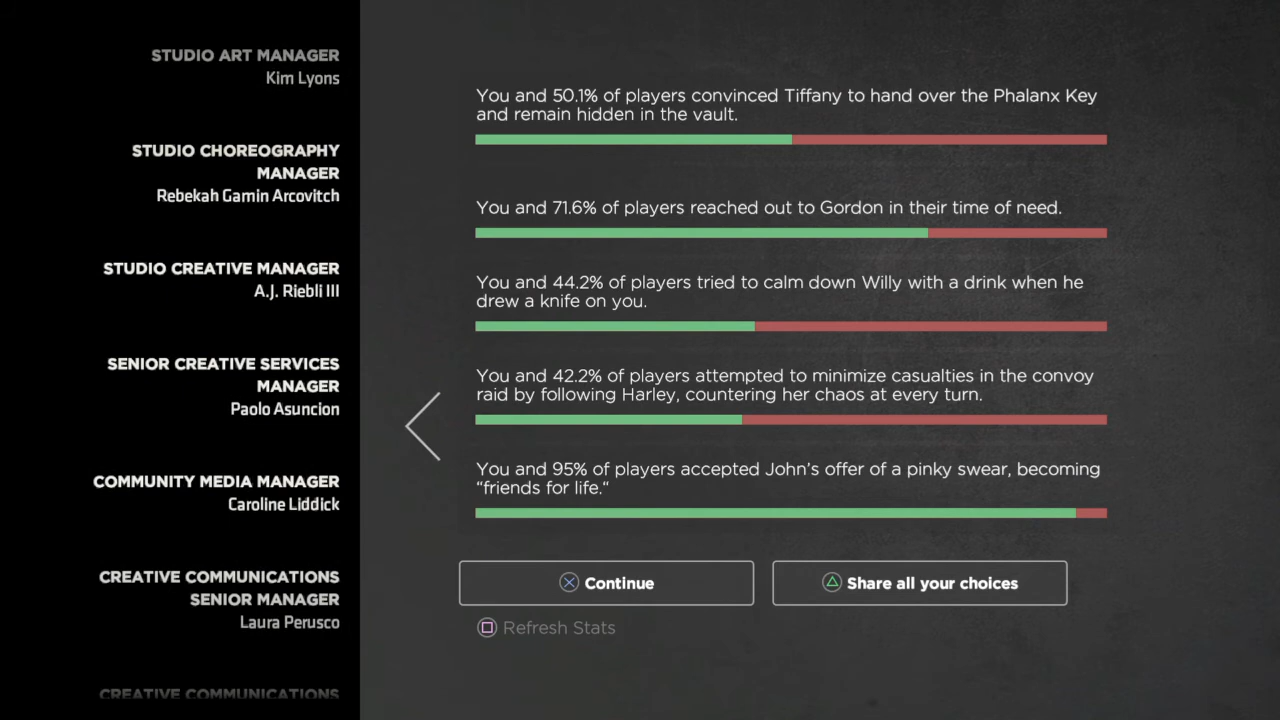 STUDIO ART MANAGER
Kim Lyons
STUDIO CHOREOGRAPHY
MANAGER
Rebekah Gamin Arcovitch
STUDIO CREATIVE MANAGER
A.J. Riebli III
SENIOR CREATIVE SERVICES
MANAGER
Paolo Asuncion
COMMUNITY MEDIA MANAGER
Caroline Liddick
CREATIVE COMMUNICATIONS
SENIOR MANAGER
Laura Perusco
CREATIVE COMMUNICATIONS
You and 50.1% of players convinced Tiffany to hand over the Phalanx Key
and remain hidden in the vault.
You and 71.6% of players reached out to Gordon in their time of need.
You and 44.2% of players tried to calm down Willy with a drink when he
drew a knife on you.
You and 42.2% of players attempted to minimize casualties in the convoy
raid by following Harley, countering her chaos at every turn.
You and 95% of players accepted John's offer of a pinky swear, becoming
“friends for life.“
Continue
Share all your choices
Refresh Stats